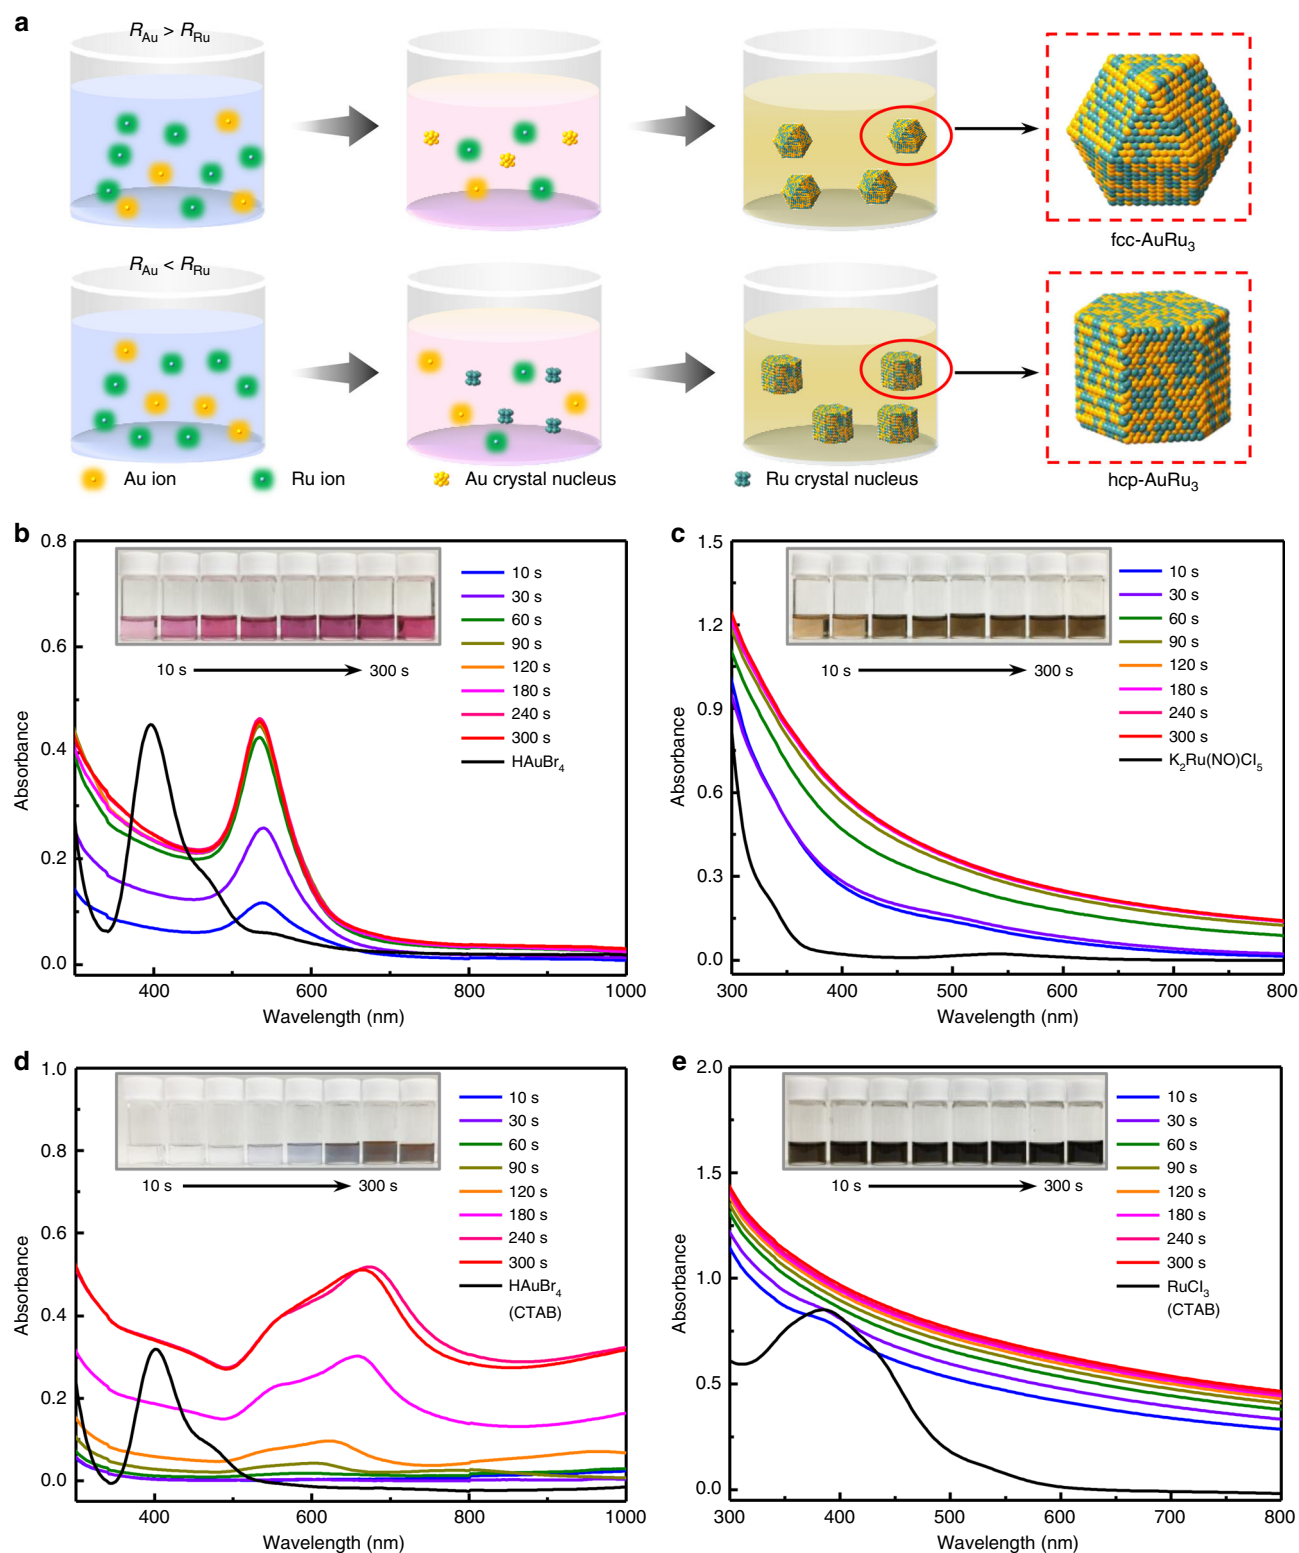 a
R_Au > R_Ru
fcc-AuRu₃
R_Au < R_Ru
Au ion
Ru ion
Au crystal nucleus
Ru crystal nucleus
hcp-AuRu₃
b
0.8
0.6
0.4
0.2
0.0
Absorbance
10 s
300 s
10 s
30 s
60 s
90 s
120 s
180 s
240 s
300 s
HAuBr₄
400
600
800
1000
Wavelength (nm)
c
1.5
1.2
0.9
0.6
0.3
0.0
Absorbance
10 s
300 s
10 s
30 s
60 s
90 s
120 s
180 s
240 s
300 s
K₂Ru(NO)Cl₅
300
400
500
600
700
800
Wavelength (nm)
d
1.0
0.8
0.6
0.4
0.2
0.0
Absorbance
10 s
300 s
10 s
30 s
60 s
90 s
120 s
180 s
240 s
300 s
HAuBr₄
(CTAB)
400
600
800
1000
Wavelength (nm)
e
2.0
1.5
1.0
0.5
0.0
Absorbance
10 s
300 s
10 s
30 s
60 s
90 s
120 s
180 s
240 s
300 s
RuCl₃
(CTAB)
300
400
500
600
700
800
Wavelength (nm)